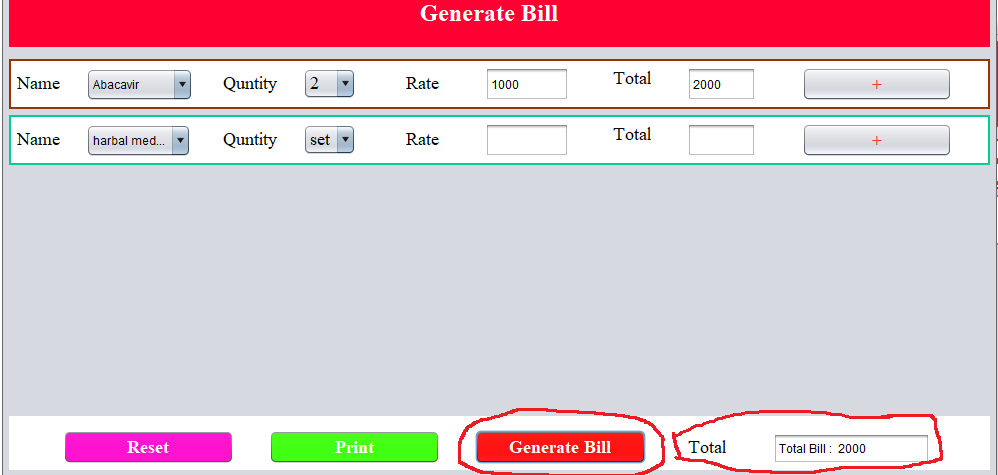 Generate Bill
Name Abacavir Quntity 2 Rate 1000 Total 2000 +
Name harbal med... Quntity set Rate Total +
Reset Print Generate Bill Total Total Bill : 2000